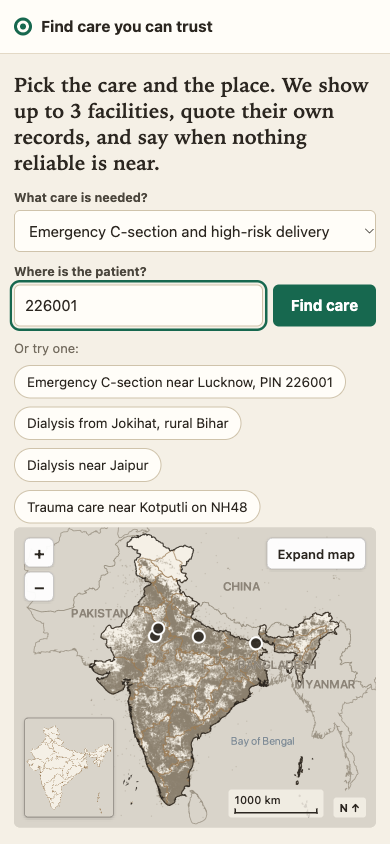 Find care you can trust
Pick the care and the place. We show
up to 3 facilities, quote their own
records, and say when nothing
reliable is near.
What care is needed?
Emergency C-section and high-risk delivery
Where is the patient?
226001
Find care
Or try one:
Emergency C-section near Lucknow, PIN 226001
Dialysis from Jokihat, rural Bihar
Dialysis near Jaipur
Trauma care near Kotputli on NH48
+
Expand map
−
CHINA
PAKISTAN
GLADESH
MYANMAR
Bay of Bengal
1000 km
N ↑